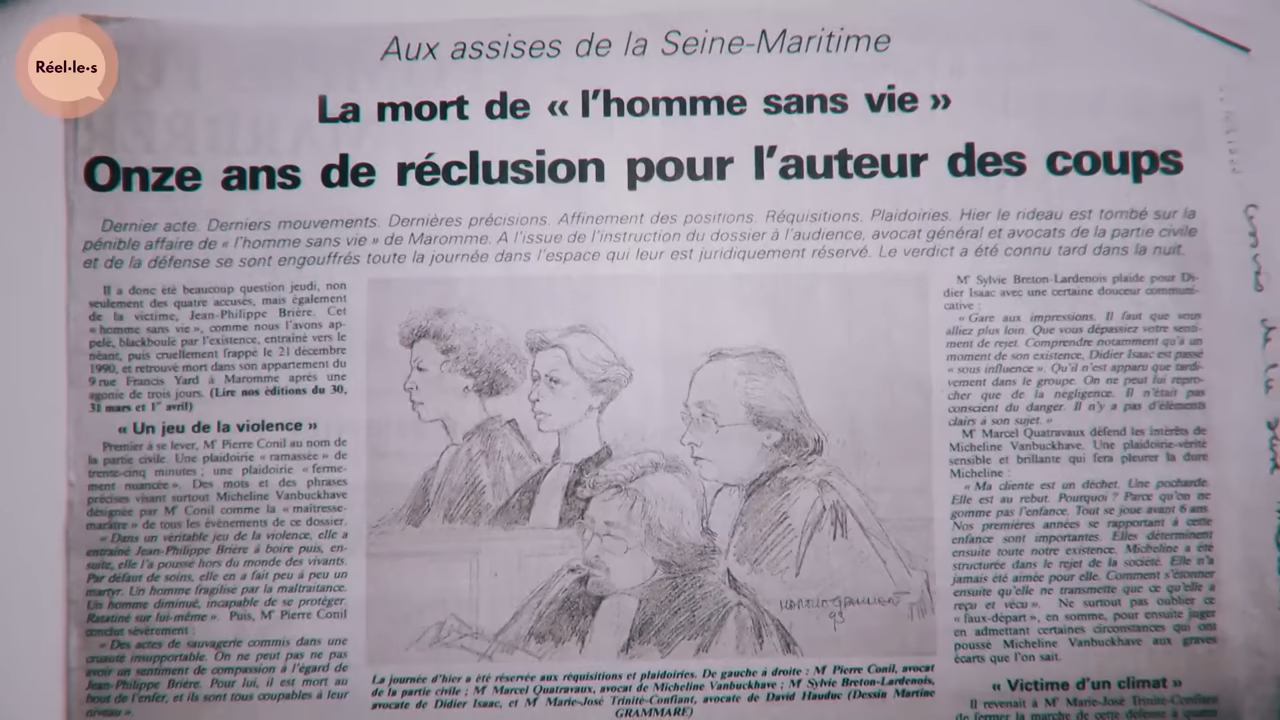 Réel·le·s
Aux assises de la Seine-Maritime
La mort de « l'homme sans vie »
Onze ans de réclusion pour l'auteur des coups
Dernier acte. Derniers mouvements. Dernières précisions. Affinement des positions. Réquisitions. Plaidoiries. Hier le rideau est tombé sur la
pénible affaire de « l'homme sans vie » de Maromme. A l'issue de l'instruction du dossier à l'audience, avocat général et avocats de la partie civile
et de la défense se sont engouffrés toute la journée dans l'espace qui leur est juridiquement réservé. Le verdict a été connu tard dans la nuit.
Il a donc été beaucoup question jeudi, non
seulement des quatre accusés, mais également
de la victime, Jean-Philippe Brière. Cet
« homme sans vie », comme nous l'avons ap-
pelé, blackboulé par l'existence, entraîné vers le
néant, puis cruellement frappé le 21 décembre
1990, et retrouvé mort dans son appartement du
9 rue Francis Yard à Maromme après une
agonie de trois jours. (Lire nos éditions du 30,
31 mars et 1er avril)
« Un jeu de la violence »
Premier à se lever, Me Pierre Conil au nom de
la partie civile. Une plaidoirie « ramassée » de
trente-cinq minutes ; une plaidoirie « ferme-
ment nuancée ». Des mots et des phrases
précises visant surtout Micheline Vanbuckhave
désignée par Me Conil comme la « maîtresse-
marâtre » de tous les évènements de ce dossier.
« Dans un véritable jeu de la violence, elle a
entraîné Jean-Philippe Brière à boire puis, en-
suite, elle l'a poussé hors du monde des vivants.
Par défaut de soins, elle en a fait peu à peu un
martyr. Un homme fragilisé par la maltraitance.
Un homme diminué, incapable de se protéger.
Ratatiné sur lui-même ». Puis, Me Pierre Conil
conclut sévèrement :
« Des actes de sauvagerie commis dans une
cruauté insupportable. On ne peut pas ne pas
avoir un sentiment de compassion à l'égard de
Jean-Philippe Brière. Pour lui, il est mort au
bout de l'enfer, et ils sont tous coupables à leur
niveau ».
93
La journée d'hier a été réservée aux réquisitions et plaidoiries. De gauche à droite : Me Pierre Conil, avocat
de la partie civile ; Me Marcel Quatravaux, avocat de Micheline Vanbuckhave ; Me Sylvie Breton-Lardenois,
avocate de Didier Isaac, et Me Marie-José Trinité-Confiant, avocate de David Hauduc (Dessin Martine
GRAMMARE)
Me Sylvie Breton-Lardenois plaide pour Di-
dier Isaac avec une certaine douceur communi-
cative :
« Gare aux impressions. Il faut que vous
alliez plus loin. Que vous dépassiez votre senti-
ment de rejet. Comprendre notamment qu'à un
moment de son existence, Didier Isaac est passé
« sous influence ». Qu'il n'est apparu que tardi-
vement dans le groupe. On ne peut lui repro-
cher que de la négligence. Il n'était pas
conscient du danger. Il n'y a pas d'éléments
clairs à son sujet. »
Me Marcel Quatravaux défend les intérêts de
Micheline Vanbuckhave. Une plaidoirie-vérité
sensible et brillante qui fera pleurer la dure
Micheline :
« Ma cliente est un déchet. Une pocharde.
Elle est au rebut. Pourquoi ? Parce qu'on ne
gomme pas l'enfance. Tout se joue avant 6 ans.
Nos premières années se rapportant à cette
enfance sont importantes. Elles déterminent
ensuite toute notre existence. Micheline a été
structurée dans le rejet de la société. Elle n'a
jamais été aimée pour elle. Comment s'étonner
ensuite qu'elle ne transmette que ce qu'elle a
reçu et vécu ». Ne surtout pas oublier ce
« faux-départ », en somme, pour ensuite juger
en admettant certaines circonstances qui ont
poussé Micheline Vanbuckhave aux graves
écarts que l'on sait.
« Victime d'un climat »
Il revenait à Me Marie-José Trinité-Confiant
de fermer la marche de cette défense à quatre